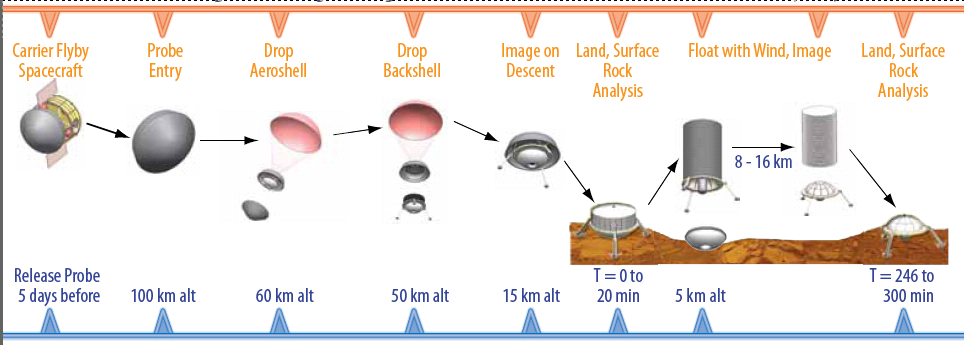 Carrier Flyby
Spacecraft
Probe
Entry
Drop
Aeroshell
Drop
Backshell
Image on
Descent
Land, Surface
Rock
Analysis
Float with Wind, Image
Land, Surface
Rock
Analysis
8 - 16 km
Release Probe
5 days before
100 km alt
60 km alt
50 km alt
15 km alt
T = 0 to
20 min
5 km alt
T = 246 to
300 min